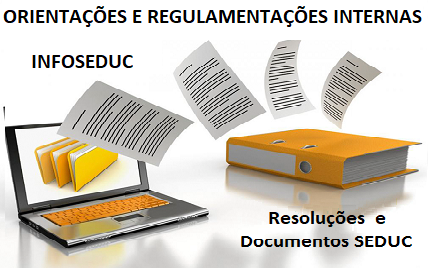 ORIENTAÇÕES E REGULAMENTAÇÕES INTERNAS
INFOSEDUC
Resoluções e
Documentos SEDUC